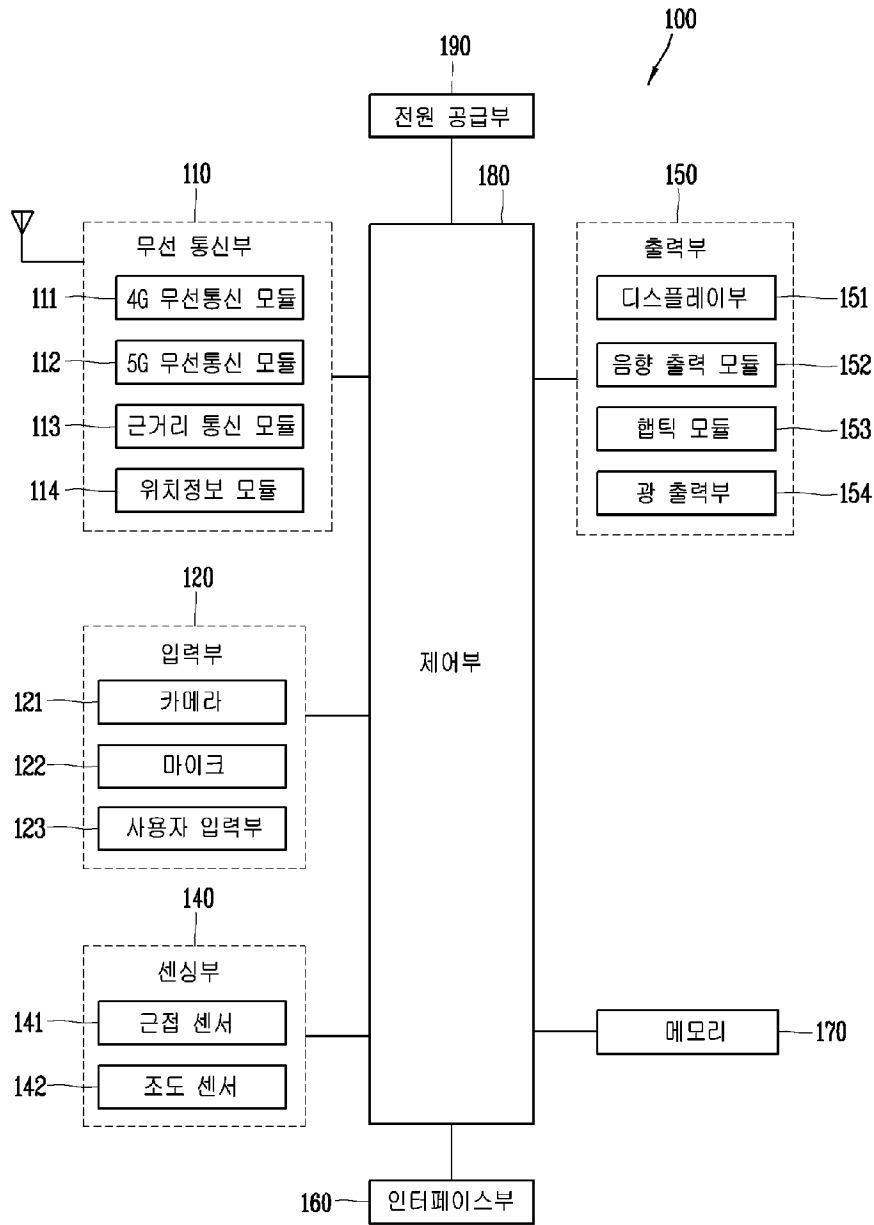 100
190
전원 공급부
110
180
150
무선 통신부
출력부
111
4G 무선통신 모듈
디스플레이부
151
112
5G 무선통신 모듈
음향 출력 모듈
152
113
근거리 통신 모듈
햅틱 모듈
153
114
위치정보 모듈
광 출력부
154
120
입력부
제어부
121
카메라
122
마이크
123
사용자 입력부
140
센싱부
141
근접 센서
메모리
170
142
조도 센서
160
인터페이스부